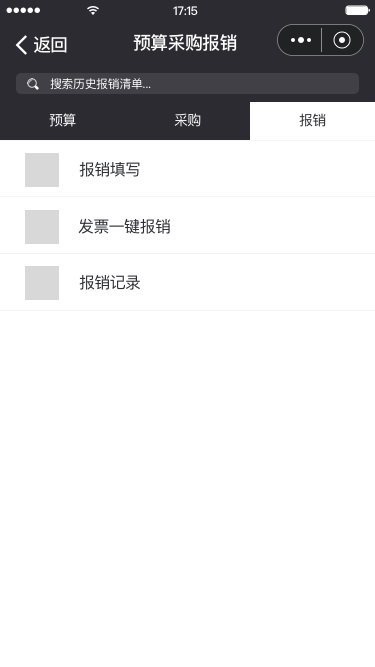 17:15
返回
预算采购报销
搜索历史报销清单...
预算
采购
报销
报销填写
发票一键报销
报销记录